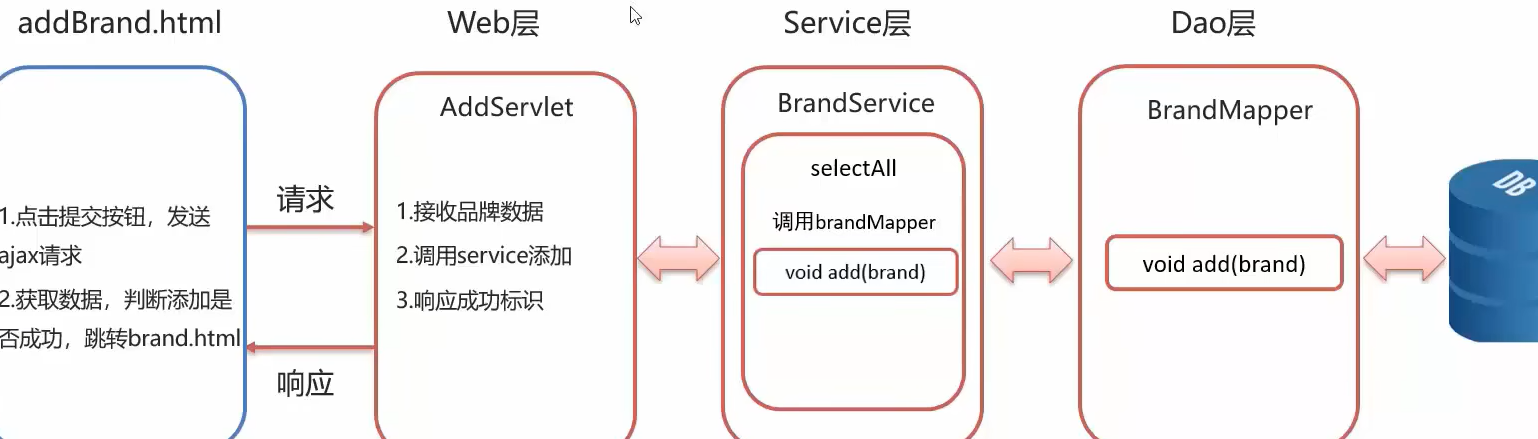 addBrand.html
Web层
Service层
Dao层
1.点击提交按钮，发送
ajax请求
2.获取数据，判断添加是
否成功，跳转brand.html
请求
响应
AddServlet
1.接收品牌数据
2.调用service添加
3.响应成功标识
BrandService
selectAll
调用brandMapper
void add(brand)
BrandMapper
void add(brand)
DB